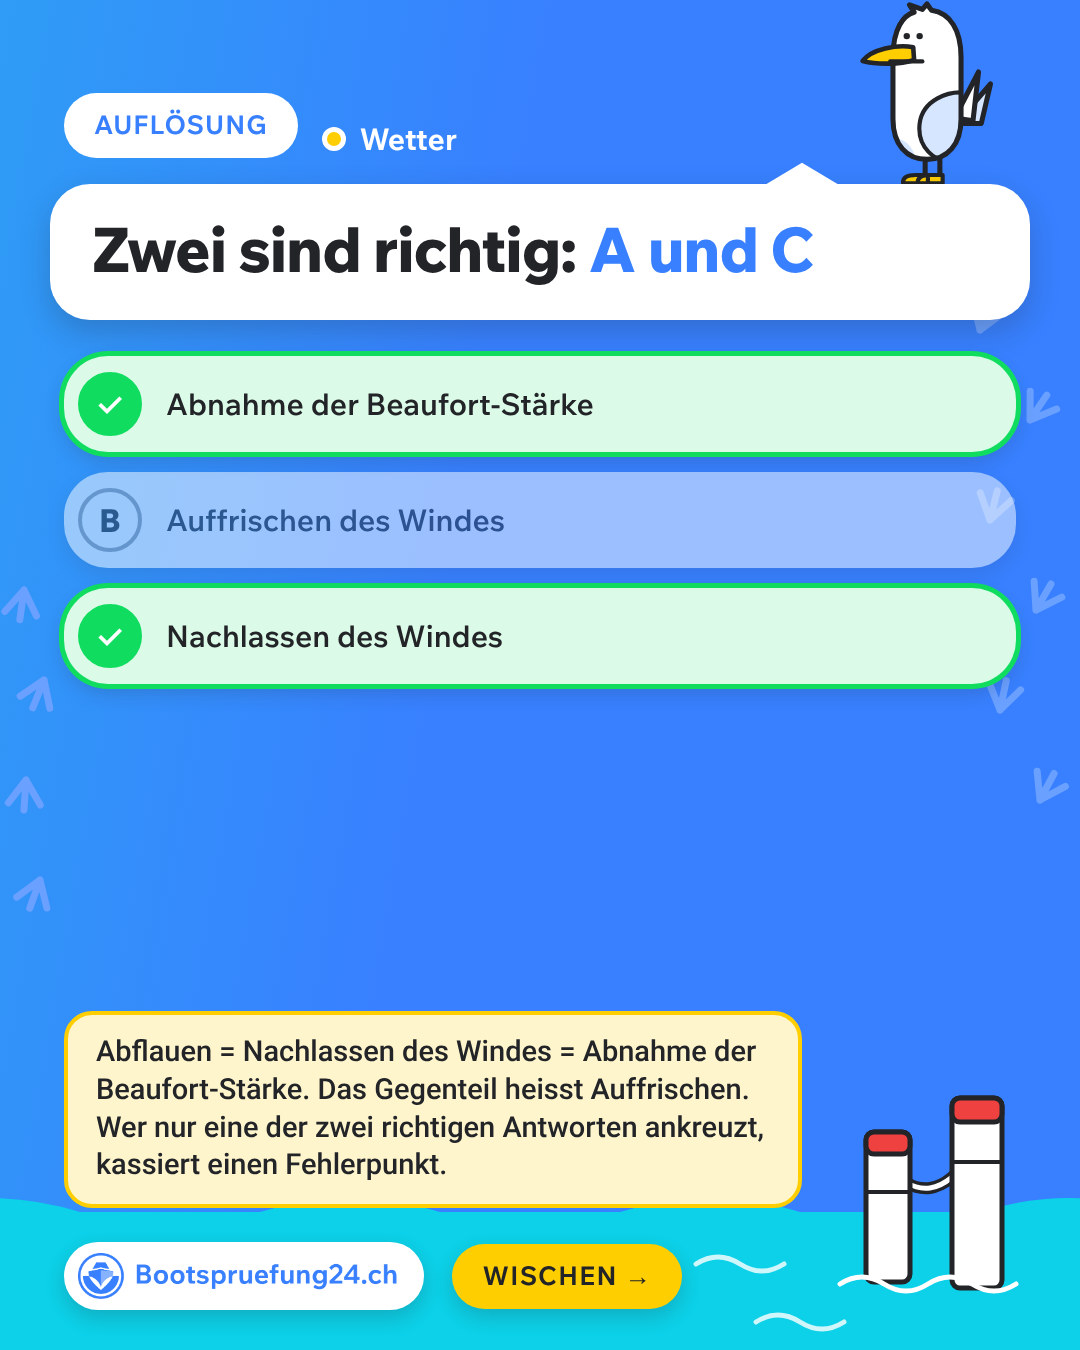 AUFLÖSUNG
Wetter
Zwei sind richtig: A und C
Abnahme der Beaufort-Stärke
B Auffrischen des Windes
Nachlassen des Windes
Abflauen = Nachlassen des Windes = Abnahme der
Beaufort-Stärke. Das Gegenteil heisst Auffrischen.
Wer nur eine der zwei richtigen Antworten ankreuzt,
kassiert einen Fehlerpunkt.
Bootspruefung24.ch
WISCHEN →